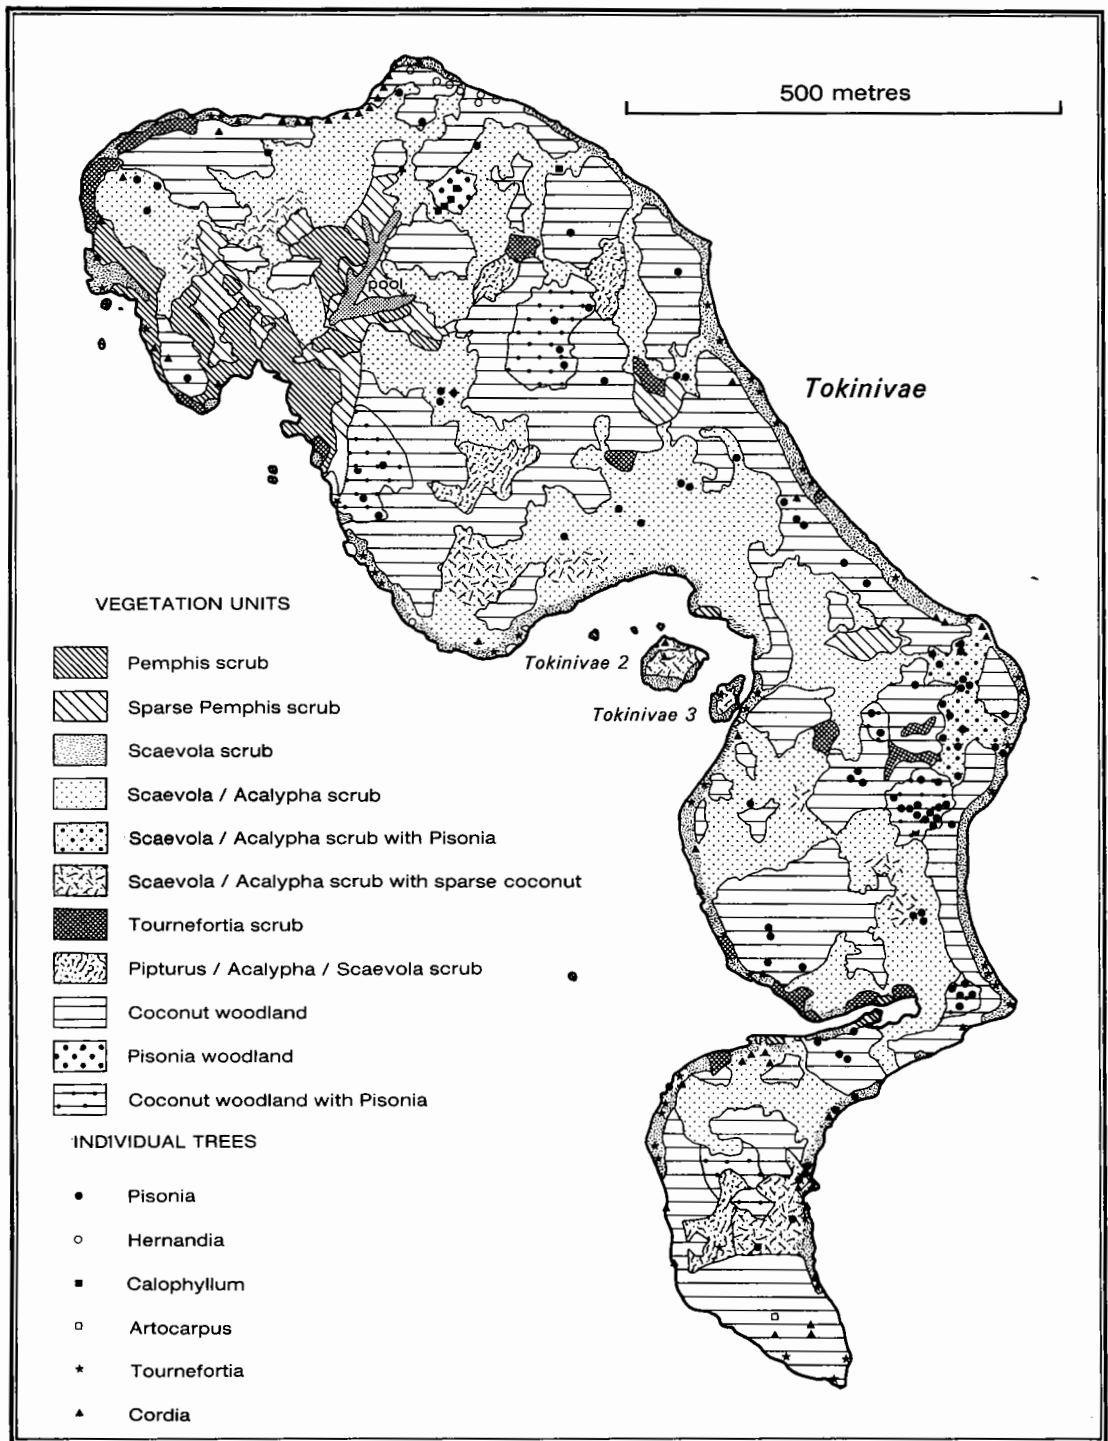 500 metres
pool
Tokinivae
Tokinivae 2
Tokinivae 3
VEGETATION UNITS
Pemphis scrub
Sparse Pemphis scrub
Scaevola scrub
Scaevola / Acalypha scrub
Scaevola / Acalypha scrub with Pisonia
Scaevola / Acalypha scrub with sparse coconut
Tournefortia scrub
Pipturus / Acalypha / Scaevola scrub
Coconut woodland
Pisonia woodland
Coconut woodland with Pisonia
INDIVIDUAL TREES
Pisonia
Hernandia
Calophyllum
Artocarpus
Tournefortia
Cordia